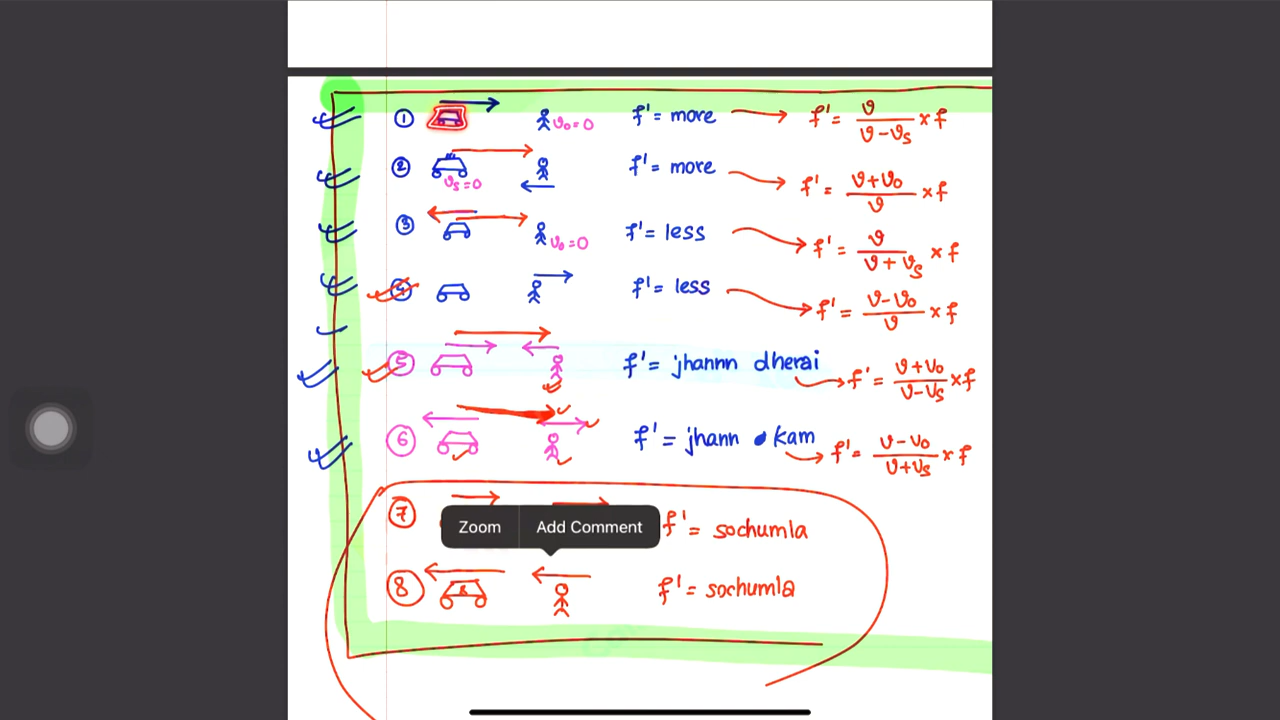 ① v₀ = 0 f' = more f' = v / (v - vₛ) × f
② vₛ = 0 f' = more f' = (v + v₀) / v × f
③ v₀ = 0 f' = less f' = v / (v + vₛ) × f
④ f' = less f' = (v - v₀) / v × f
⑤ f' = jhannn dherai f' = (v + v₀) / (v - vₛ) × f
⑥ f' = jhann kam f' = (v - v₀) / (v + vₛ) × f
⑦ f' = sochumla
Zoom Add Comment
⑧ f' = sochumla